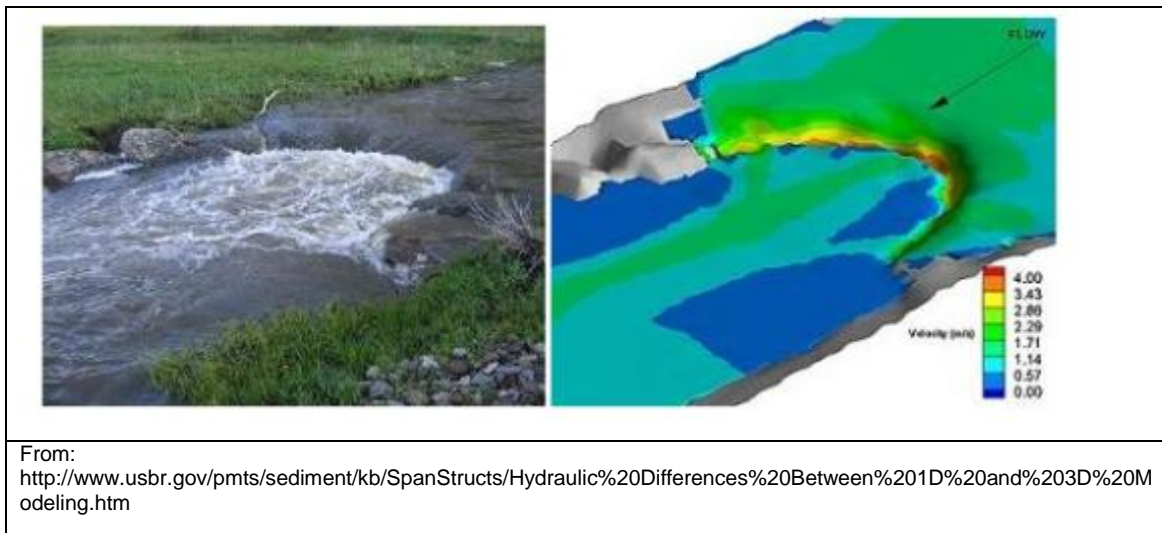 FLOW
4.00
3.43
2.86
2.29
1.71
Velocity (m/s)
1.14
0.57
0.00
From:
http://www.usbr.gov/pmts/sediment/kb/SpanStructs/Hydraulic%20Differences%20Between%201D%20and%203D%20M
odeling.htm